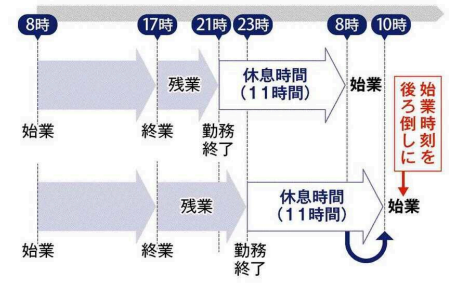 8時 17時 21時 23時 8時 10時
残業
休息時間
（11時間）
始業
始業
終業
勤務
終了
始業時刻を
後ろ倒しに
残業
休息時間
（11時間）
始業
始業
終業
勤務
終了